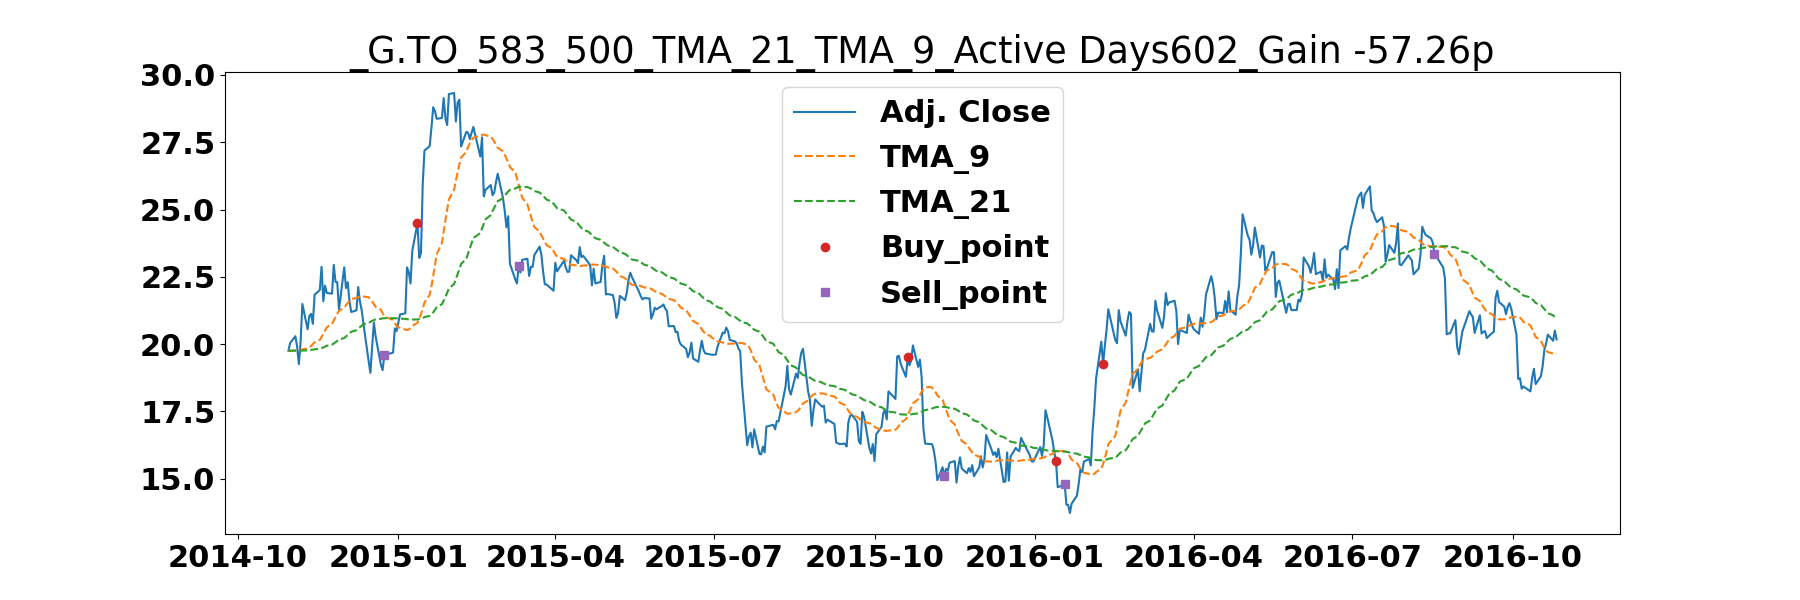 _G.TO_583_500_TMA_21_TMA_9_Active Days602_Gain -57.26p
30.0
27.5
25.0
22.5
20.0
17.5
15.0
Adj. Close
TMA_9
TMA_21
Buy_point
Sell_point
2014-10 2015-01 2015-04 2015-07 2015-10 2016-01 2016-04 2016-07 2016-10